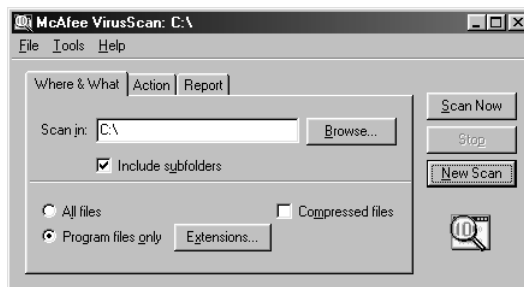 McAfee VirusScan: C:\
File Tools Help
Where & What Action Report
Scan in: C:\ Browse...
Include subfolders
All files Compressed files
Program files only Extensions...
Scan Now
Stop
New Scan